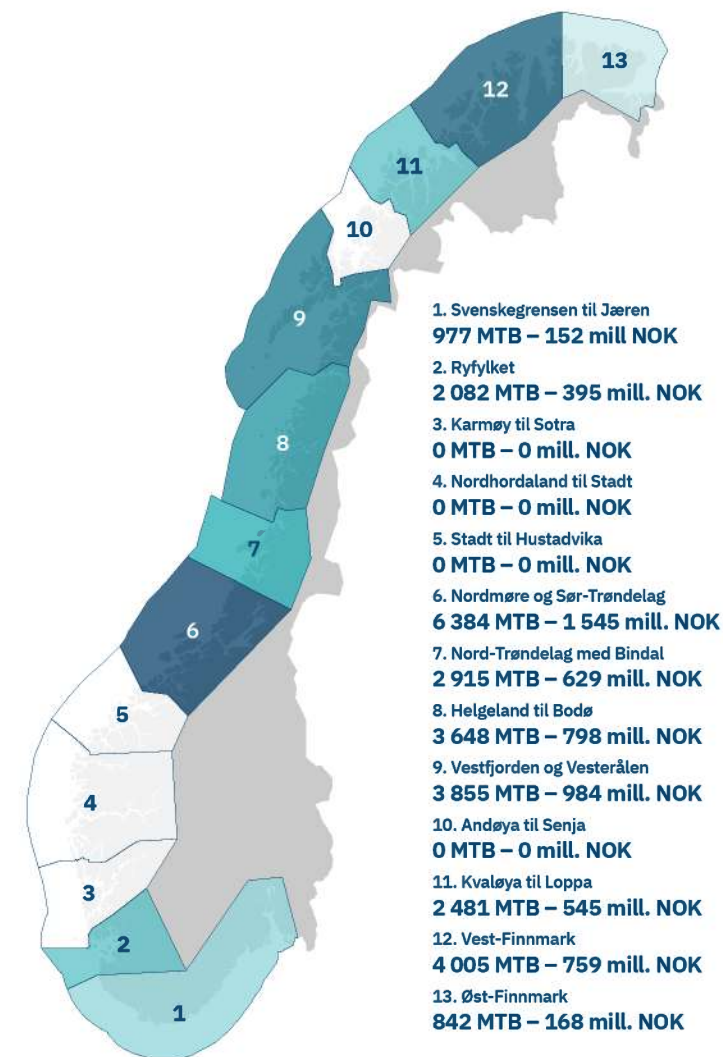 13
12
11
10
9
8
7
6
5
4
3
2
1
1. Svenskegrensen til Jæren
977 MTB – 152 mill NOK
2. Ryfylket
2 082 MTB – 395 mill. NOK
3. Karmøy til Sotra
0 MTB – 0 mill. NOK
4. Nordhordaland til Stadt
0 MTB – 0 mill. NOK
5. Stadt til Hustadvika
0 MTB – 0 mill. NOK
6. Nordmøre og Sør-Trøndelag
6 384 MTB – 1 545 mill. NOK
7. Nord-Trøndelag med Bindal
2 915 MTB – 629 mill. NOK
8. Helgeland til Bodø
3 648 MTB – 798 mill. NOK
9. Vestfjorden og Vesterålen
3 855 MTB – 984 mill. NOK
10. Andøya til Senja
0 MTB – 0 mill. NOK
11. Kvaløya til Loppa
2 481 MTB – 545 mill. NOK
12. Vest-Finnmark
4 005 MTB – 759 mill. NOK
13. Øst-Finnmark
842 MTB – 168 mill. NOK